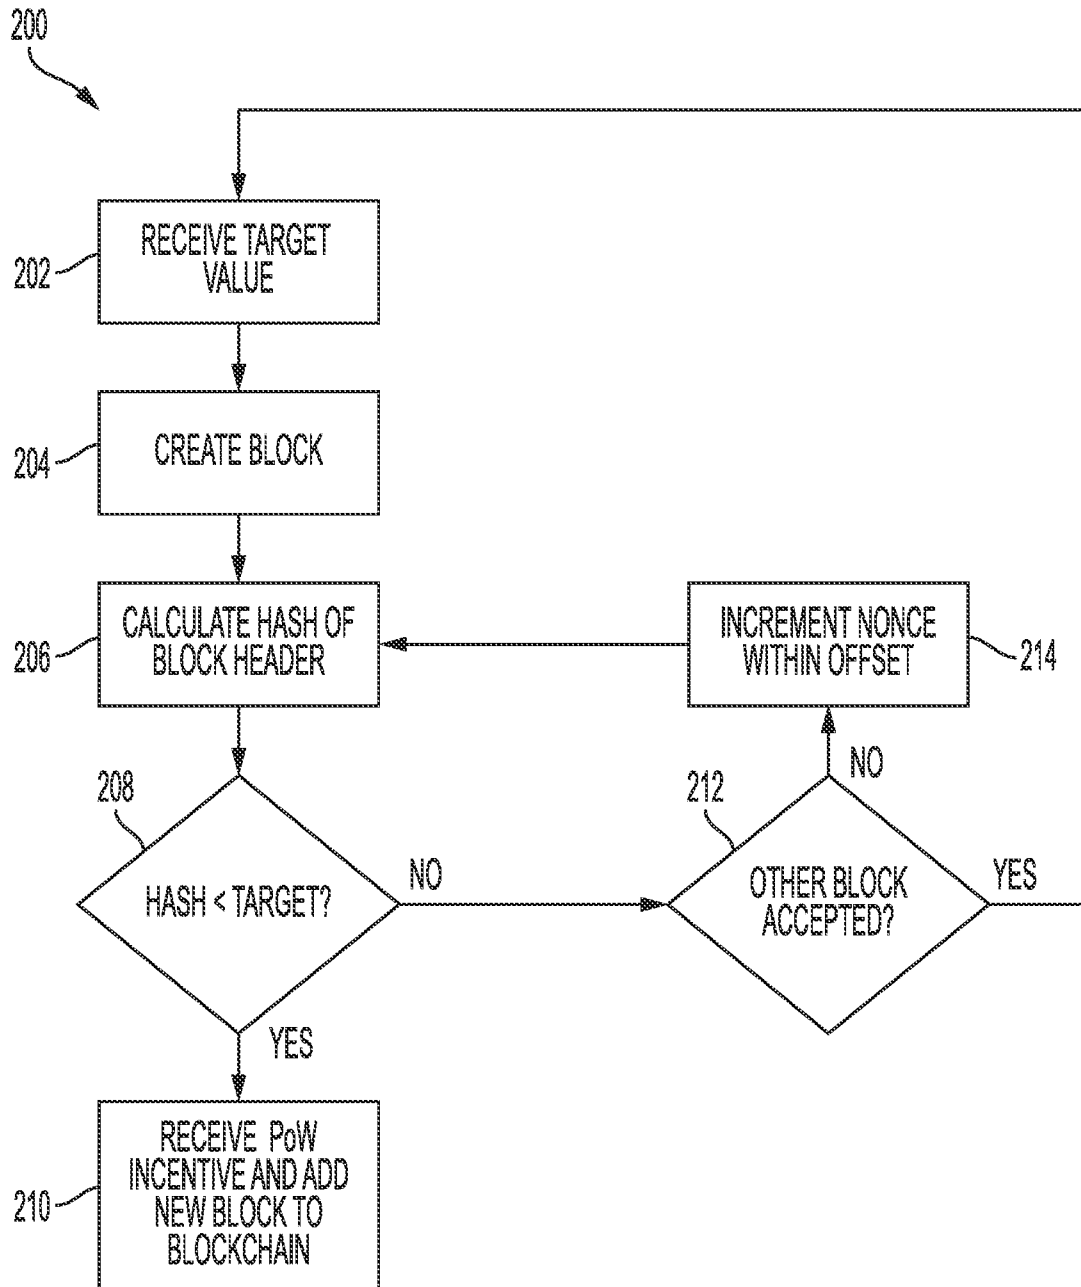 200
RECEIVE TARGET
VALUE
202
CREATE BLOCK
204
CALCULATE HASH OF
BLOCK HEADER
206
INCREMENT NONCE
WITHIN OFFSET
214
208
HASH < TARGET?
NO
212
OTHER BLOCK
ACCEPTED?
NO
YES
YES
RECEIVE PoW
INCENTIVE AND ADD
NEW BLOCK TO
BLOCKCHAIN
210